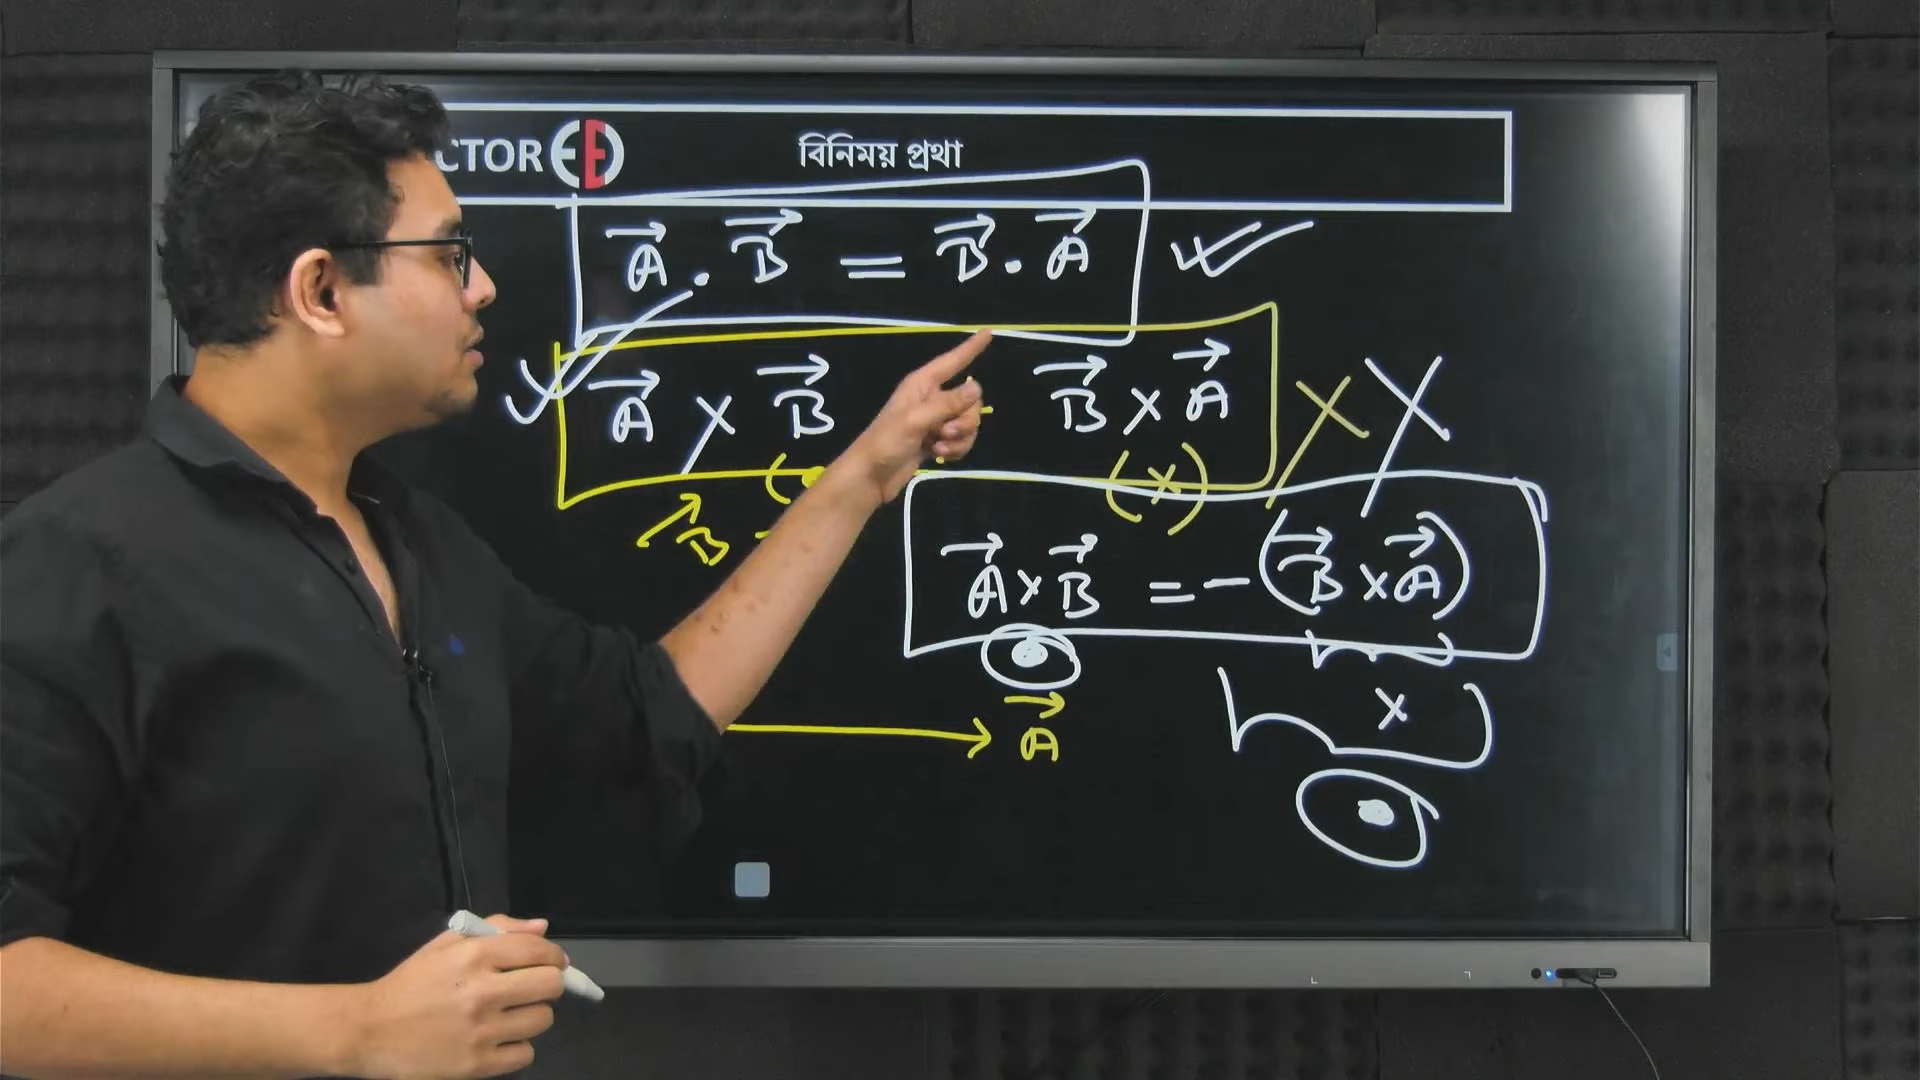 CTOR বিনিময় প্রথা
A⃗ . B⃗ = B⃗ . A⃗
A⃗ × B⃗ B⃗ × A⃗ × ×
(×)
B⃗
A⃗ × B⃗ = - (B⃗ × A⃗)
×
A⃗